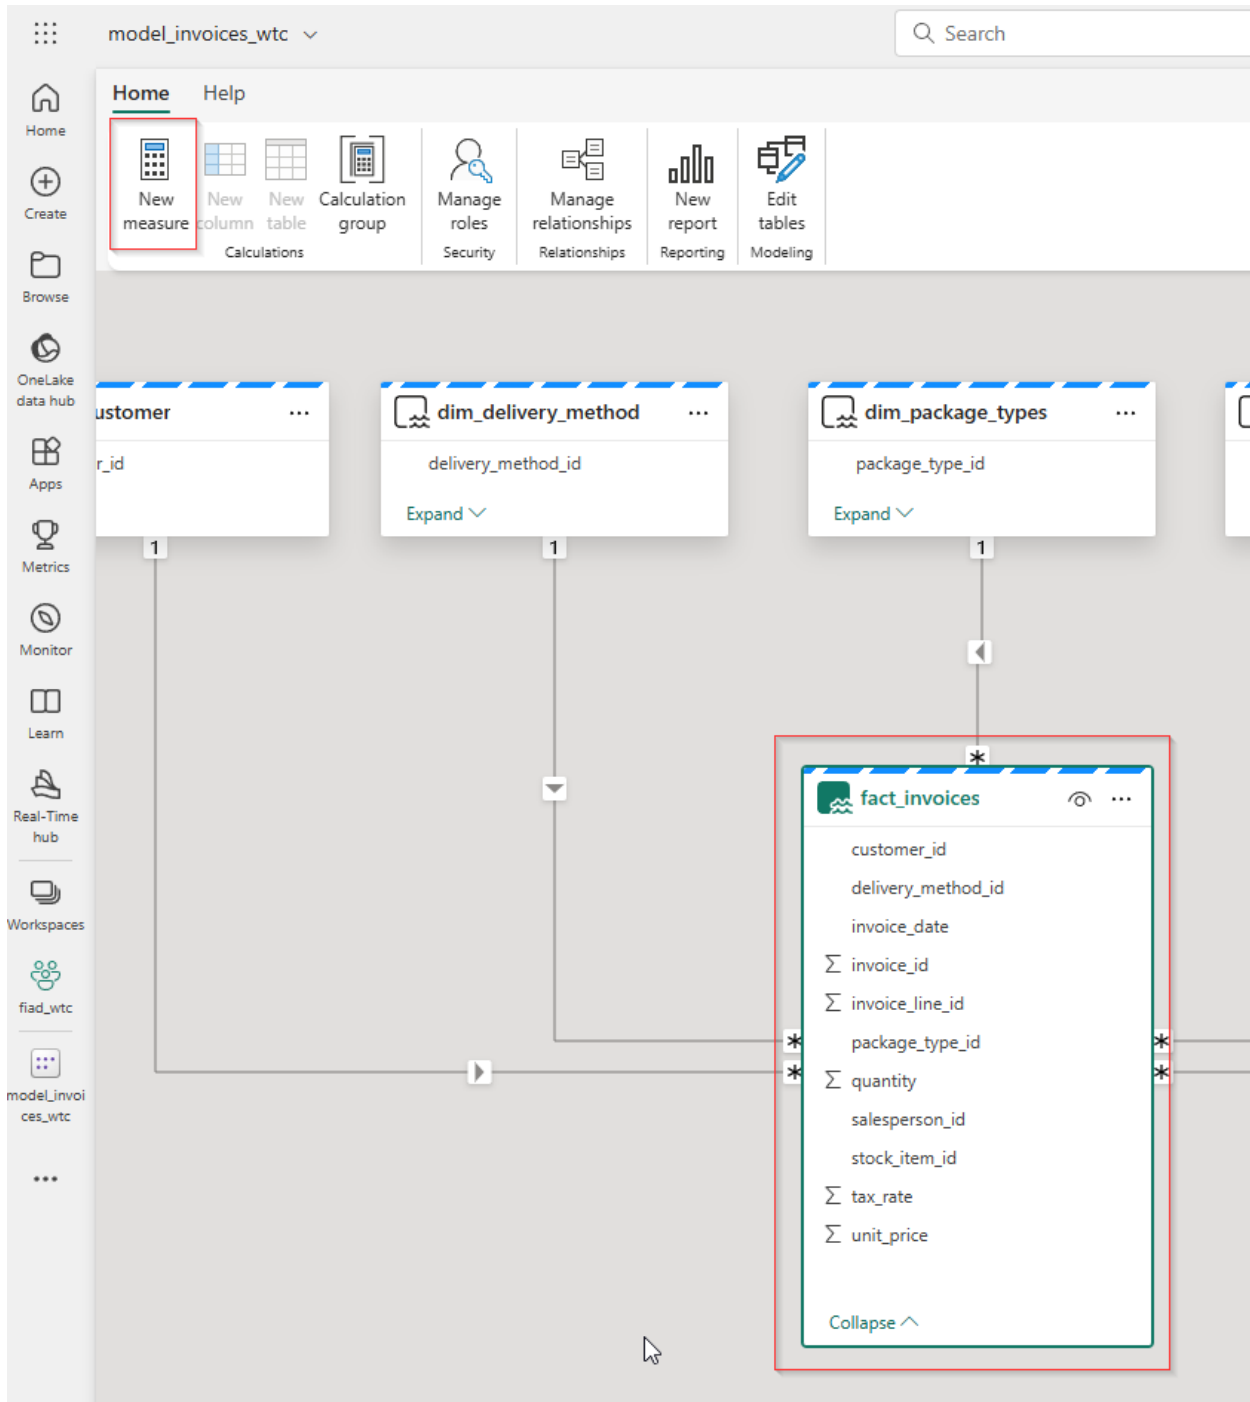 model_invoices_wtc
Search
Home
Help
New measure
New column
New table
Calculation group
Manage roles
Manage relationships
New report
Edit tables
Calculations
Security
Relationships
Reporting
Modeling
Home
Create
Browse
OneLake
data hub
Apps
Metrics
Monitor
Learn
Real-Time
hub
Workspaces
fiad_wtc
model_invoi
ces_wtc
ustomer
r_id
1
dim_delivery_method
delivery_method_id
Expand
1
dim_package_types
package_type_id
Expand
1
*
fact_invoices
customer_id
delivery_method_id
invoice_date
Σ invoice_id
Σ invoice_line_id
package_type_id
Σ quantity
salesperson_id
stock_item_id
Σ tax_rate
Σ unit_price
Collapse
*
*
*
*